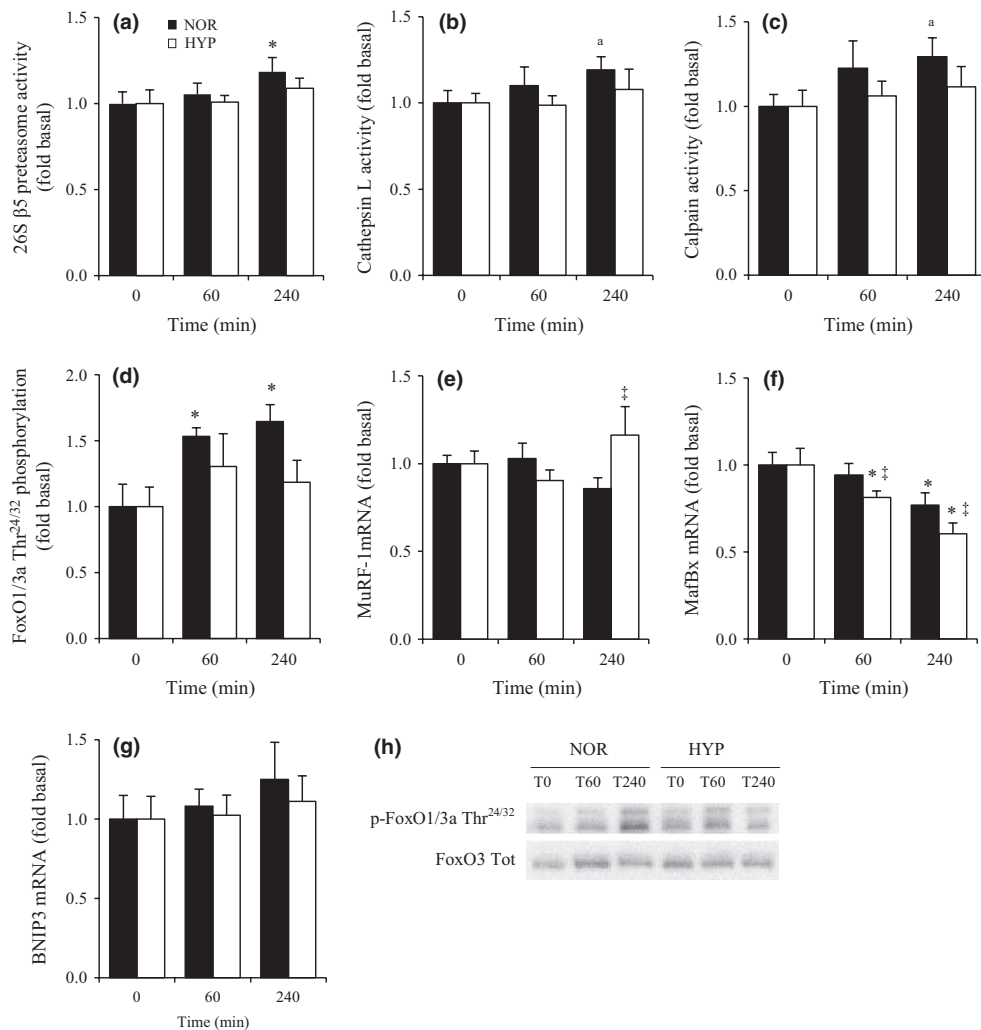 (a)
NOR
HYP
*
26S β5 preteasome activity
(fold basal)
1.5
1.0
0.5
0.0
0 60 240
Time (min)
(b)
a
Cathepsin L activity (fold basal)
1.5
1.0
0.5
0.0
0 60 240
Time (min)
(c)
a
Calpain activity (fold basal)
1.5
1.0
0.5
0.0
0 60 240
Time (min)
(d)
* *
FoxO1/3a Thr24/32 phosphorylation
(fold basal)
2.0
1.5
1.0
0.5
0.0
0 60 240
Time (min)
(e)
‡
MuRF-1mRNA (fold basal)
1.5
1.0
0.5
0.0
0 60 240
Time (min)
(f)
*‡ * *‡
MafBx mRNA (fold basal)
1.5
1.0
0.5
0.0
0 60 240
Time (min)
(g)
BNIP3 mRNA (fold basal)
1.5
1.0
0.5
0.0
0 60 240
Time (min)
(h)
NOR HYP
T0 T60 T240 T0 T60 T240
p-FoxO1/3a Thr24/32
FoxO3 Tot